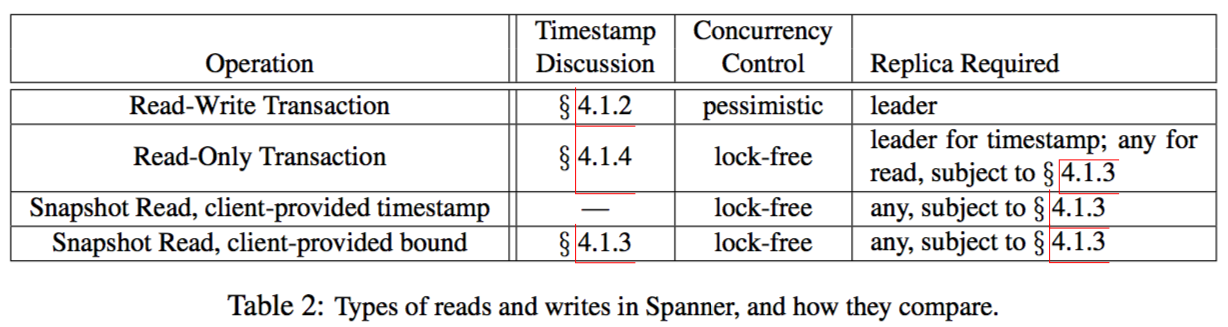 Operation Timestamp Discussion Concurrency Control Replica Required
Read-Write Transaction § 4.1.2 pessimistic leader
Read-Only Transaction § 4.1.4 lock-free leader for timestamp; any for
read, subject to § 4.1.3
Snapshot Read, client-provided timestamp — lock-free any, subject to § 4.1.3
Snapshot Read, client-provided bound § 4.1.3 lock-free any, subject to § 4.1.3
Table 2: Types of reads and writes in Spanner, and how they compare.